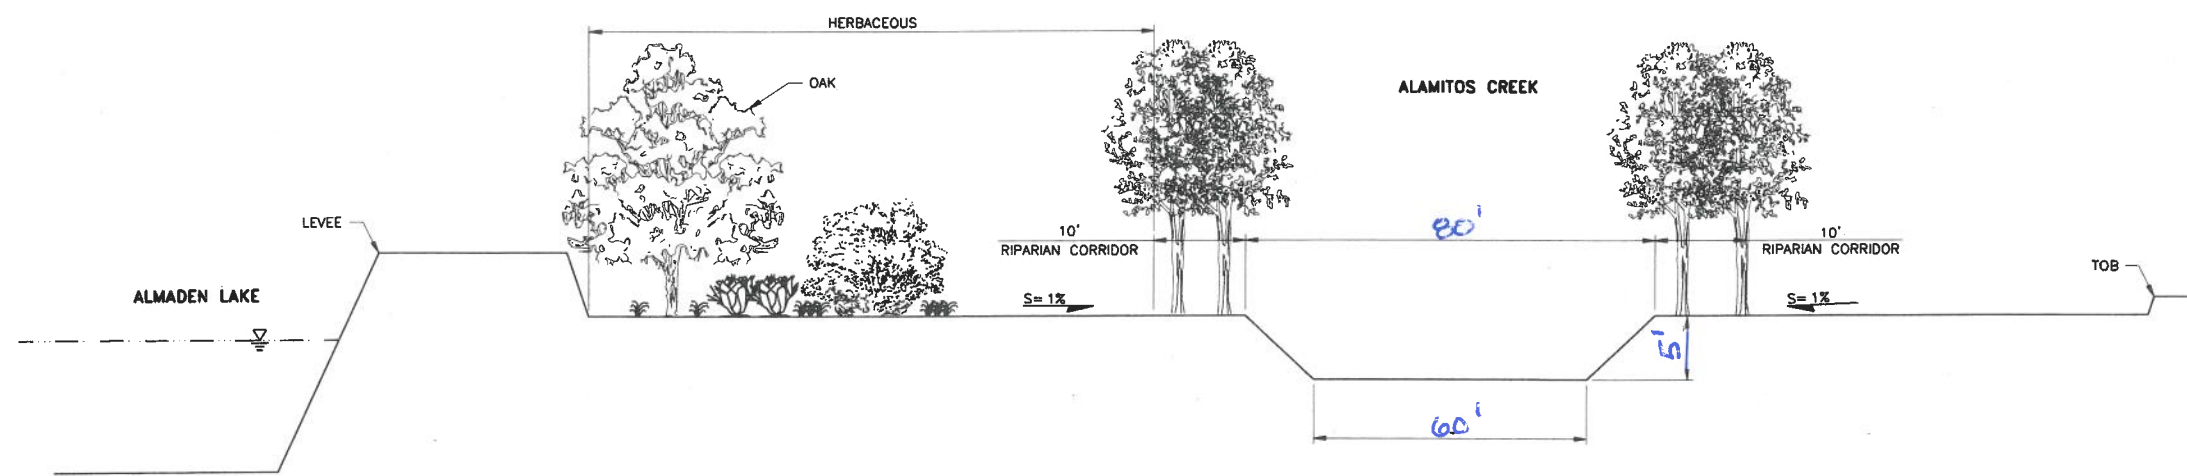 HERBACEOUS
OAK
ALAMITOS CREEK
LEVEE
80'
10'
RIPARIAN CORRIDOR
10'
RIPARIAN CORRIDOR
TOB
ALMADEN LAKE
S= 1%
S= 1%
5'
60'